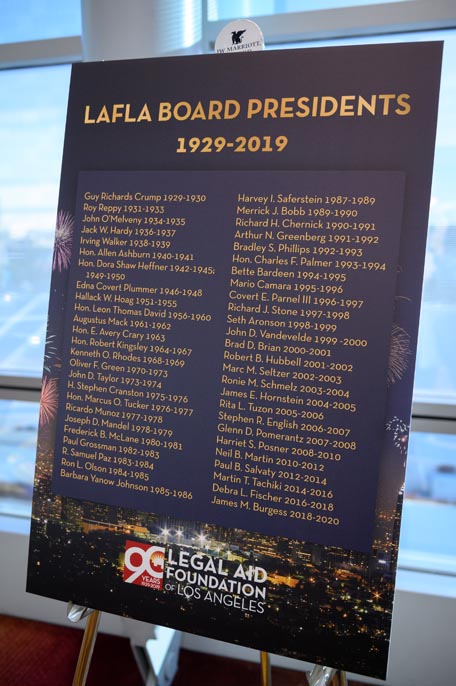 JW MARRIOTT
LAFLA BOARD PRESIDENTS
1929-2019
Guy Richards Crump 1929-1930
Roy Reppy 1931-1933
John O'Melveny 1934-1935
Jack W. Hardy 1936-1937
Irving Walker 1938-1939
Hon. Allen Ashburn 1940-1941
Hon. Dora Shaw Heffner 1942-1945;
1949-1950
Edna Covert Plummer 1946-1948
Hallack W. Hoag 1951-1955
Hon. Leon Thomas David 1956-1960
Augustus Mack 1961-1962
Hon. E. Avery Crary 1963
Hon. Robert Kingsley 1964-1967
Kenneth O. Rhodes 1968-1969
Oliver F. Green 1970-1973
John D. Taylor 1973-1974
H. Stephen Cranston 1975-1976
Hon. Marcus O. Tucker 1976-1977
Ricardo Munoz 1977-1978
Joseph D. Mandel 1978-1979
Frederick B. McLane 1980-1981
Paul Grossman 1982-1983
R. Samuel Paz 1983-1984
Ron L. Olson 1984-1985
Barbara Yanow Johnson 1985-1986
Harvey I. Saferstein 1987-1989
Merrick J. Bobb 1989-1990
Richard H. Chernick 1990-1991
Arthur N. Greenberg 1991-1992
Bradley S. Phillips 1992-1993
Hon. Charles F. Palmer 1993-1994
Bette Bardeen 1994-1995
Mario Camara 1995-1996
Covert E. Parnel III 1996-1997
Richard J. Stone 1997-1998
Seth Aronson 1998-1999
John D. Vandevelde 1999 -2000
Brad D. Brian 2000-2001
Robert B. Hubbell 2001-2002
Marc M. Seltzer 2002-2003
Ronie M. Schmelz 2003-2004
James E. Hornstein 2004-2005
Rita L. Tuzon 2005-2006
Stephen R. English 2006-2007
Glenn D. Pomerantz 2007-2008
Harriet S. Posner 2008-2010
Neil B. Martin 2010-2012
Paul B. Salvaty 2012-2014
Martin T. Tachiki 2014-2016
Debra L. Fischer 2016-2018
James M. Burgess 2018-2020
90
YEARS
1929-2019
LEGAL AID
FOUNDATION
OF LOS ANGELES